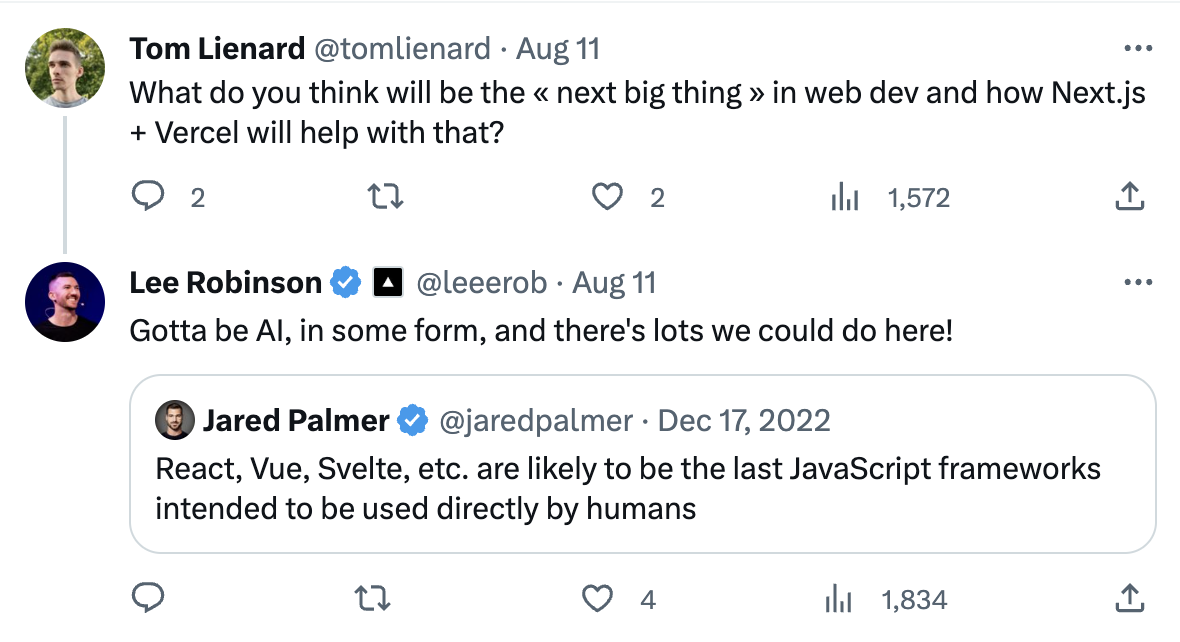 Tom Lienard @tomlienard · Aug 11
What do you think will be the « next big thing » in web dev and how Next.js
+ Vercel will help with that?
2 2 1,572
Lee Robinson @leeerob · Aug 11
Gotta be AI, in some form, and there's lots we could do here!
Jared Palmer @jaredpalmer · Dec 17, 2022
React, Vue, Svelte, etc. are likely to be the last JavaScript frameworks
intended to be used directly by humans
4 1,834